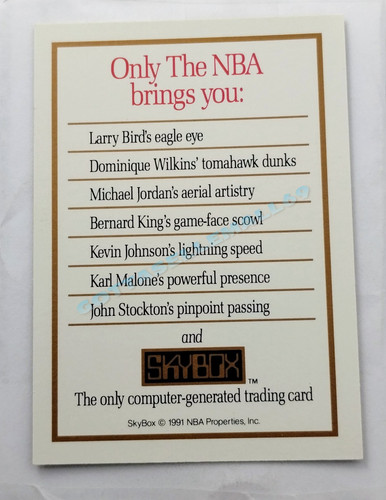 Only The NBA
brings you:
Larry Bird's eagle eye
Dominique Wilkins' tomahawk dunks
Michael Jordan's aerial artistry
Bernard King's game-face scowl
Kevin Johnson's lightning speed
Karl Malone's powerful presence
John Stockton's pinpoint passing
and
SKYBOX™
The only computer-generated trading card
SkyBox © 1991 NBA Properties, Inc.